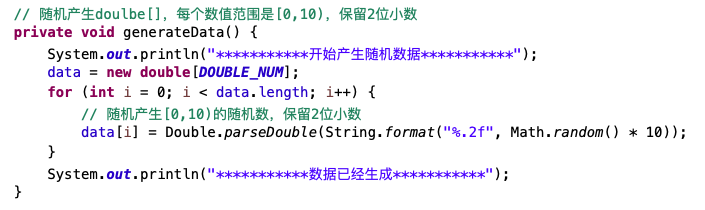 // 随机产生doulbe[]，每个数值范围是[0,10)，保留2位小数
private void generateData() {
System.out.println("***********开始产生随机数据***********");
data = new double[DOUBLE_NUM];
for (int i = 0; i < data.length; i++) {
// 随机产生[0,10)的随机数，保留2位小数
data[i] = Double.parseDouble(String.format("%.2f", Math.random() * 10));
}
System.out.println("***********数据已经生成***********");
}